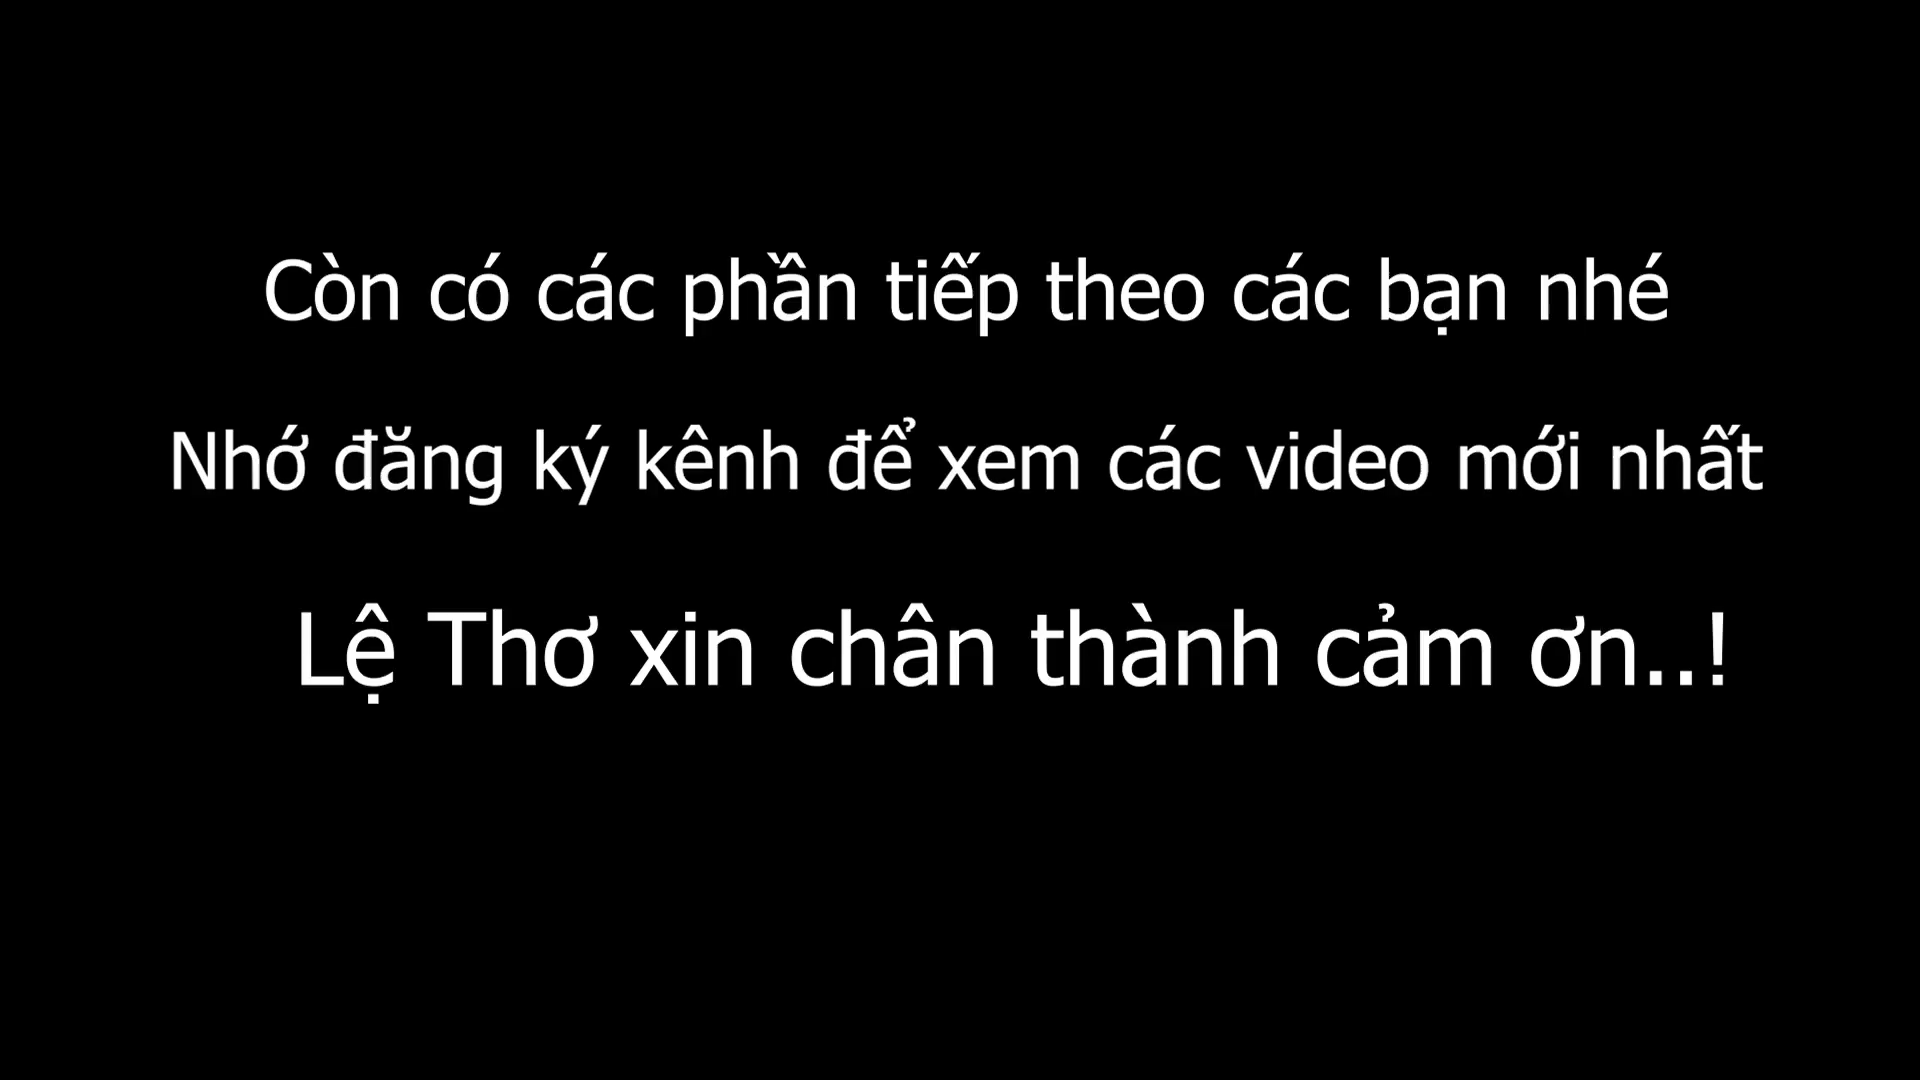 Còn có các phần tiếp theo các bạn nhé
Nhớ đăng ký kênh để xem các video mới nhất
Lệ Thơ xin chân thành cảm ơn..!